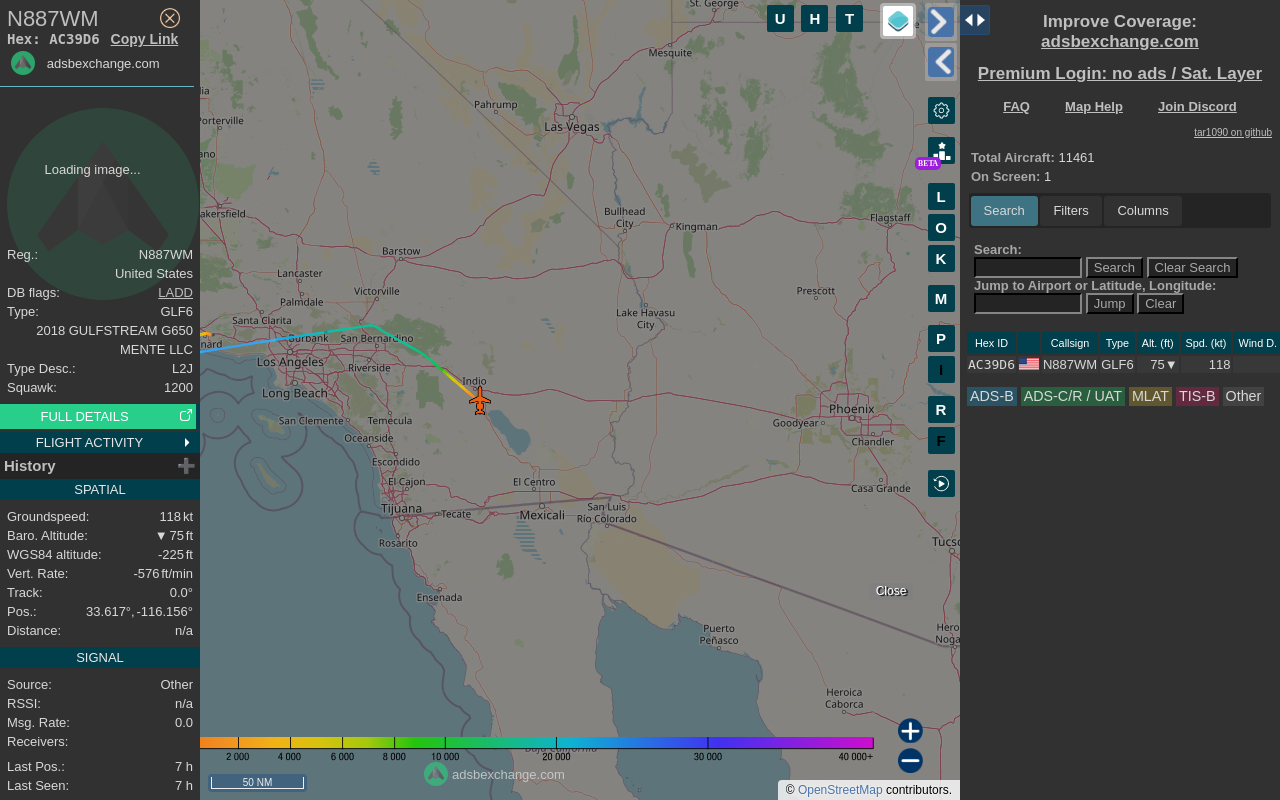 N887WM
Hex: AC39D6 Copy Link
adsbexchange.com
Loading image...
Reg.: N887WM
United States
DB flags: LADD
Type: GLF6
2018 GULFSTREAM G650
MENTE LLC
Type Desc.: L2J
Squawk: 1200
FULL DETAILS
FLIGHT ACTIVITY
History
SPATIAL
Groundspeed: 118 kt
Baro. Altitude: ▼ 75 ft
WGS84 altitude: -225 ft
Vert. Rate: -576 ft/min
Track: 0.0°
Pos.: 33.617°, -116.156°
Distance: n/a
SIGNAL
Source: Other
RSSI: n/a
Msg. Rate: 0.0
Receivers:
Last Pos.: 7 h
Last Seen: 7 h
St. George
Mesquite
Pahrump
Las Vegas
Porterville
Bullhead City
Kingman
Flagstaff
Barstow
Lancaster
Palmdale
Victorville
Prescott
Lake Havasu City
Santa Clarita
Burbank
San Bernardino
Los Angeles
Riverside
Long Beach
Indio
San Clemente
Temecula
Oceanside
Escondido
El Cajon
El Centro
Tijuana
Tecate
Mexicali
San Luis Río Colorado
Rosarito
Ensenada
Phoenix
Goodyear
Chandler
Casa Grande
Puerto Peñasco
Heroica Caborca
Close
U H T
BETA
L
O
K
M
P
I
R
F
2 000 4 000 6 000 8 000 10 000 20 000 30 000 40 000+
adsbexchange.com
50 NM
© OpenStreetMap contributors.
Improve Coverage:
adsbexchange.com
Premium Login: no ads / Sat. Layer
FAQ Map Help Join Discord
tar1090 on github
Total Aircraft: 11461
On Screen: 1
Search Filters Columns
Search:
Search Clear Search
Jump to Airport or Latitude, Longitude:
Jump Clear
Hex ID Callsign Type Alt. (ft) Spd. (kt) Wind D.
AC39D6 N887WM GLF6 75▼ 118
ADS-B ADS-C/R / UAT MLAT TIS-B Other